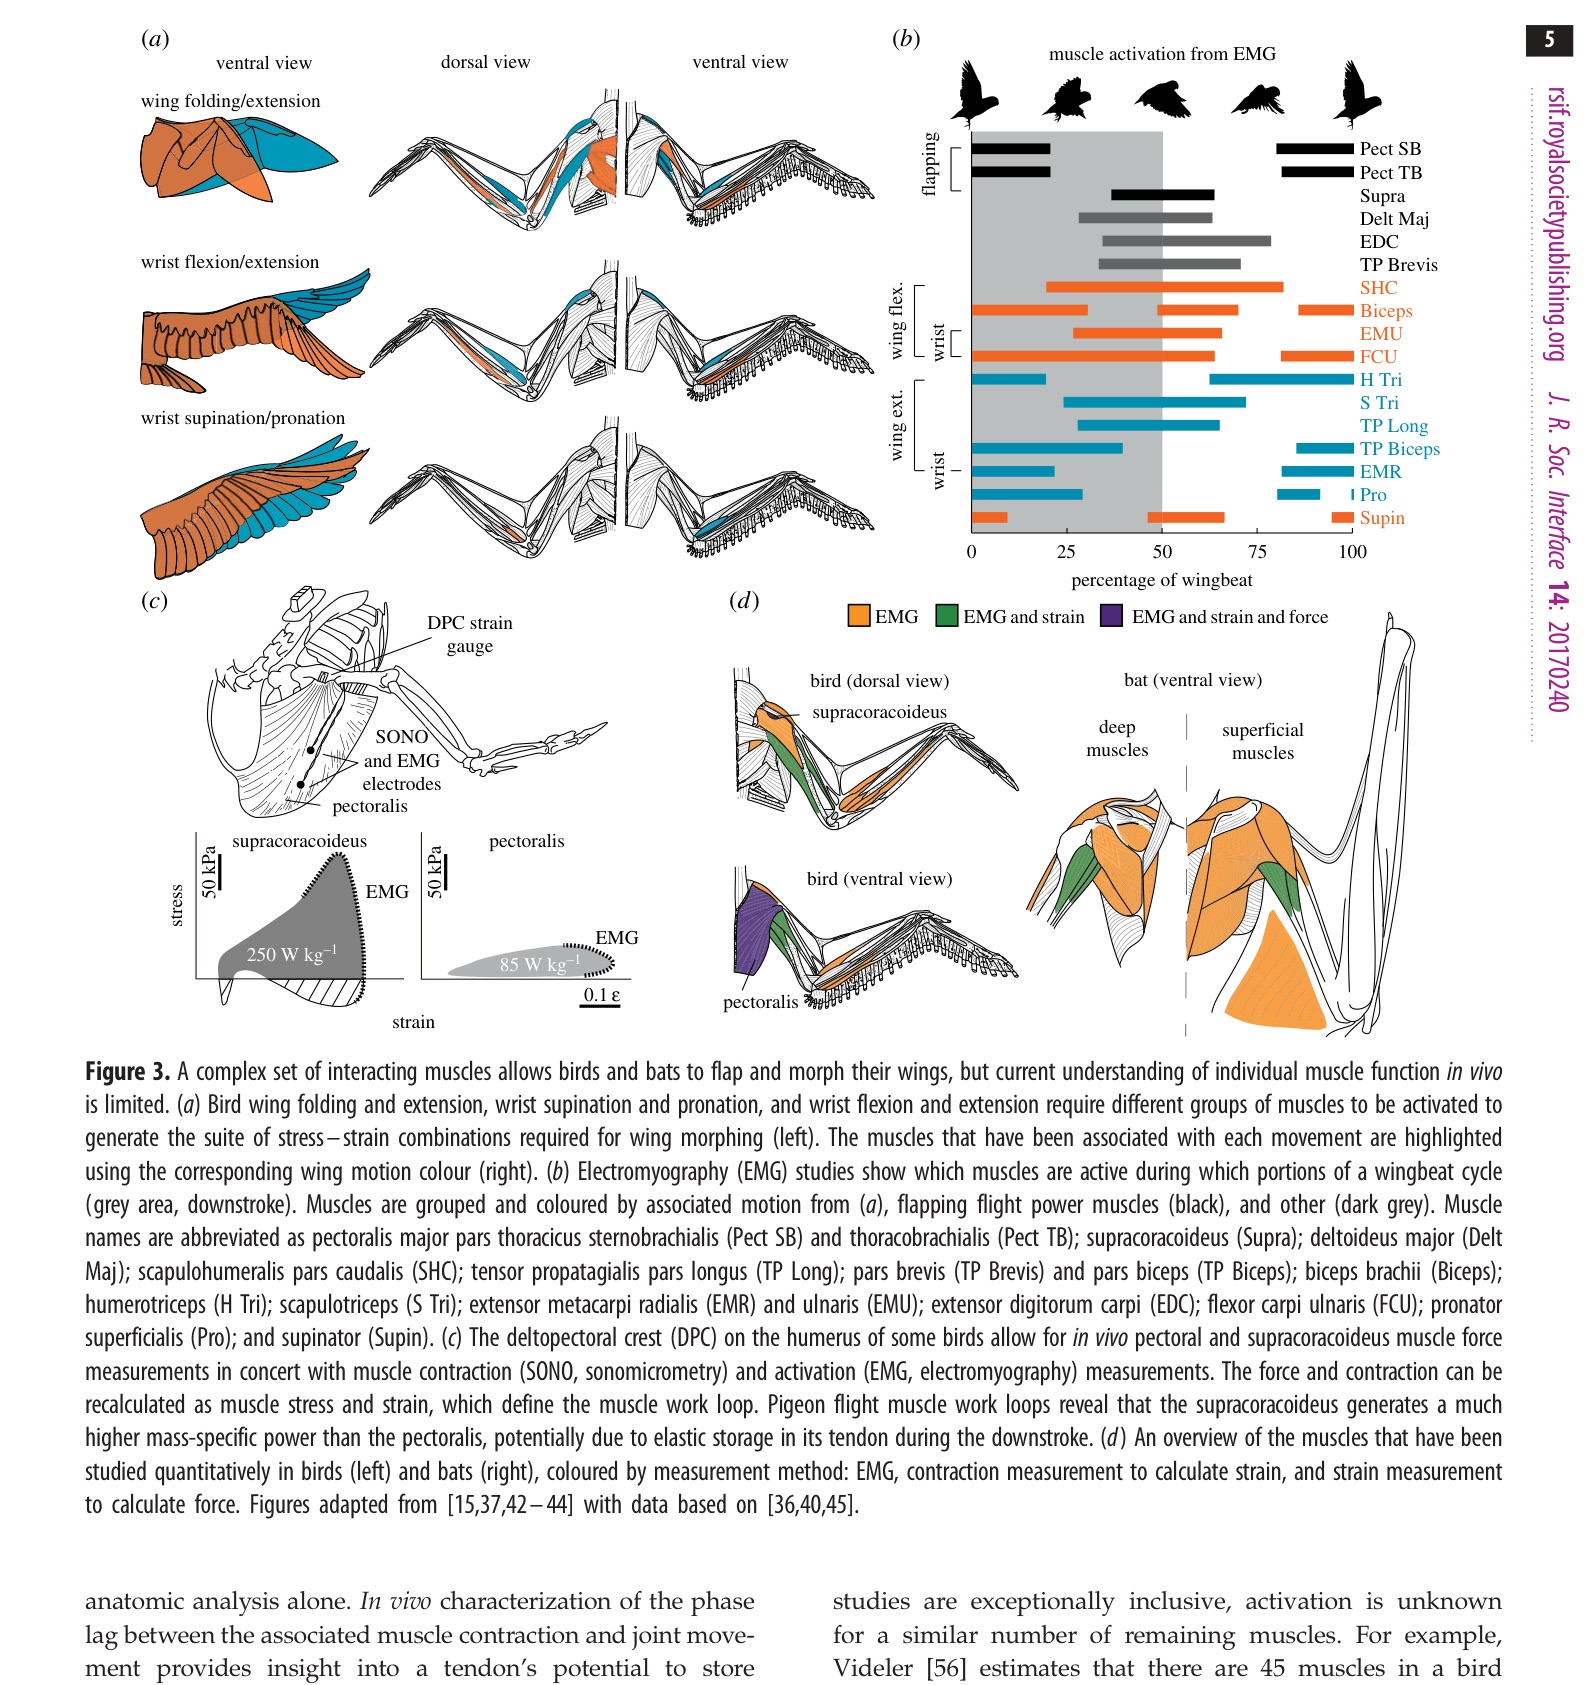 5
rsif.royalsocietypublishing.org J. R. Soc. Interface 14: 20170240
(a)
ventral view
dorsal view
ventral view
wing folding/extension
wrist flexion/extension
wrist supination/pronation
(b)
muscle activation from EMG
flapping
wing flex.
wrist
wing ext.
wrist
Pect SB
Pect TB
Supra
Delt Maj
EDC
TP Brevis
SHC
Biceps
EMU
FCU
H Tri
S Tri
TP Long
TP Biceps
EMR
Pro
Supin
0 25 50 75 100
percentage of wingbeat
(c)
DPC strain
gauge
SONO
and EMG
electrodes
pectoralis
supracoracoideus
pectoralis
stress
50 kPa
EMG
250 W kg⁻¹
50 kPa
EMG
85 W kg⁻¹
0.1 ε
strain
(d)
EMG
EMG and strain
EMG and strain and force
bird (dorsal view)
supracoracoideus
bird (ventral view)
pectoralis
bat (ventral view)
deep
muscles
superficial
muscles
Figure 3. A complex set of interacting muscles allows birds and bats to flap and morph their wings, but current understanding of individual muscle function in vivo
is limited. (a) Bird wing folding and extension, wrist supination and pronation, and wrist flexion and extension require different groups of muscles to be activated to
generate the suite of stress–strain combinations required for wing morphing (left). The muscles that have been associated with each movement are highlighted
using the corresponding wing motion colour (right). (b) Electromyography (EMG) studies show which muscles are active during which portions of a wingbeat cycle
(grey area, downstroke). Muscles are grouped and coloured by associated motion from (a), flapping flight power muscles (black), and other (dark grey). Muscle
names are abbreviated as pectoralis major pars thoracicus sternobrachialis (Pect SB) and thoracobrachialis (Pect TB); supracoracoideus (Supra); deltoideus major (Delt
Maj); scapulohumeralis pars caudalis (SHC); tensor propatagialis pars longus (TP Long); pars brevis (TP Brevis) and pars biceps (TP Biceps); biceps brachii (Biceps);
humerotriceps (H Tri); scapulotriceps (S Tri); extensor metacarpi radialis (EMR) and ulnaris (EMU); extensor digitorum carpi (EDC); flexor carpi ulnaris (FCU); pronator
superficialis (Pro); and supinator (Supin). (c) The deltopectoral crest (DPC) on the humerus of some birds allow for in vivo pectoral and supracoracoideus muscle force
measurements in concert with muscle contraction (SONO, sonomicrometry) and activation (EMG, electromyography) measurements. The force and contraction can be
recalculated as muscle stress and strain, which define the muscle work loop. Pigeon flight muscle work loops reveal that the supracoracoideus generates a much
higher mass-specific power than the pectoralis, potentially due to elastic storage in its tendon during the downstroke. (d) An overview of the muscles that have been
studied quantitatively in birds (left) and bats (right), coloured by measurement method: EMG, contraction measurement to calculate strain, and strain measurement
to calculate force. Figures adapted from [15,37,42–44] with data based on [36,40,45].
anatomic analysis alone. In vivo characterization of the phase
lag between the associated muscle contraction and joint move-
ment provides insight into a tendon's potential to store
studies are exceptionally inclusive, activation is unknown
for a similar number of remaining muscles. For example,
Videler [56] estimates that there are 45 muscles in a bird